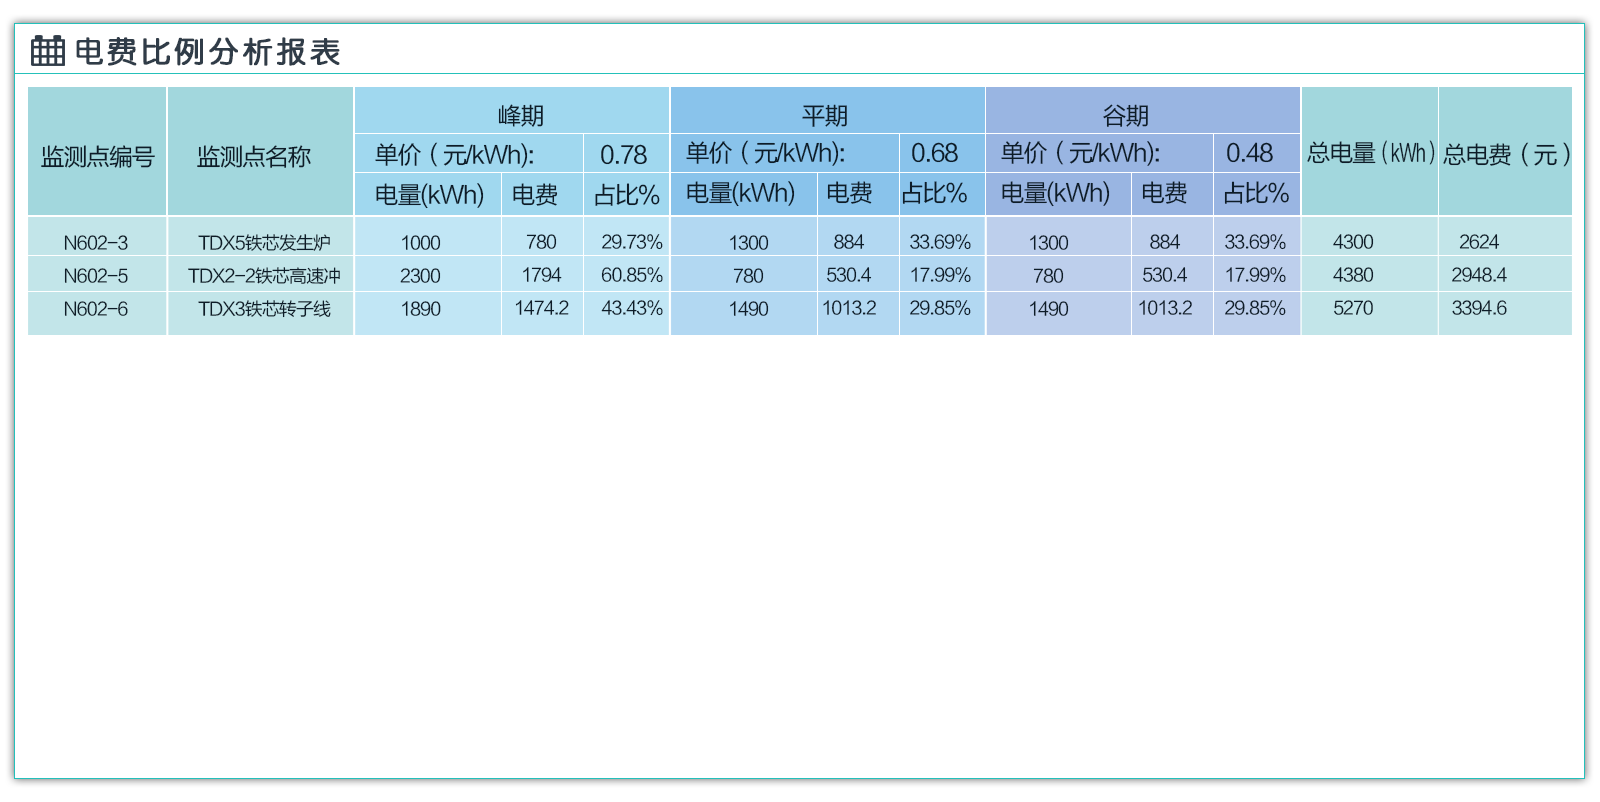 电费比例分析报表
峰期 平期 谷期
监测点编号 监测点名称 单价（元/kWh): 0.78 单价（元/kWh): 0.68 单价（元/kWh): 0.48 总电量（kWh） 总电费（元）
电量(kWh) 电费 占比% 电量(kWh) 电费 占比% 电量(kWh) 电费 占比%
N602-3 TDX5铁芯发生炉 1000 780 29.73% 1300 884 33.69% 1300 884 33.69% 4300 2624
N602-5 TDX2-2铁芯高速冲 2300 1794 60.85% 780 530.4 17.99% 780 530.4 17.99% 4380 2948.4
N602-6 TDX3铁芯转子线 1890 1474.2 43.43% 1490 1013.2 29.85% 1490 1013.2 29.85% 5270 3394.6